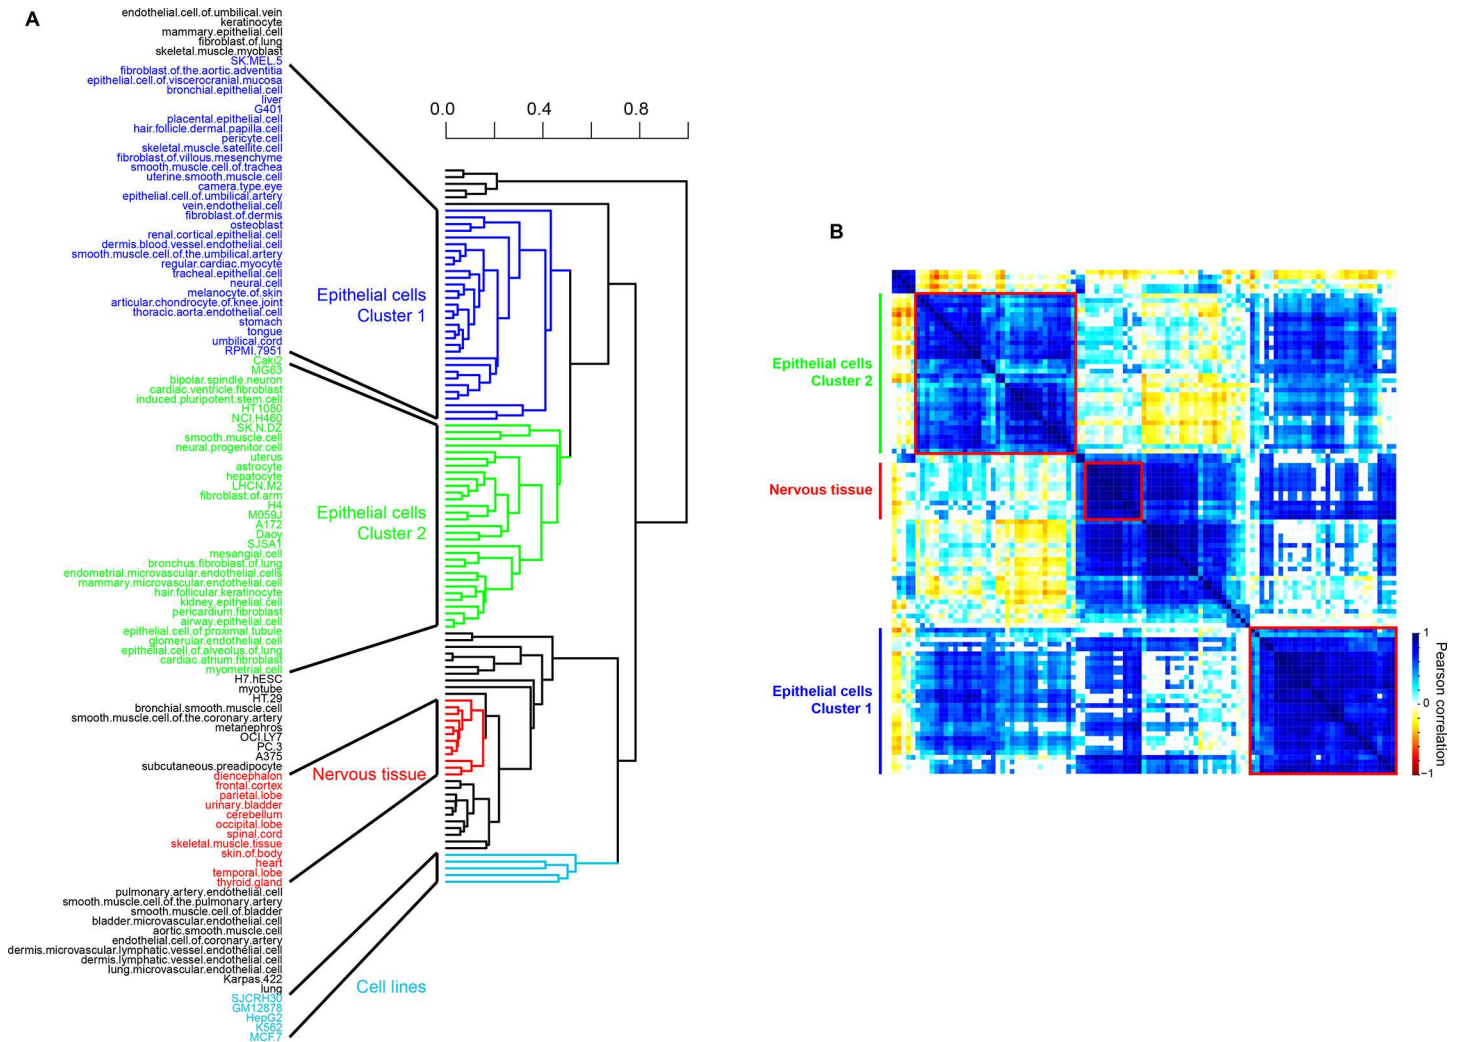 A
endothelial.cell.of.umbilical.vein
keratinocyte
mammary.epithelial.cell
fibroblast.of.lung
skeletal.muscle.myoblast
SK.MEL.5
fibroblast.of.the.aortic.adventitia
epithelial.cell.of.viscerocranial.mucosa
bronchial.epithelial.cell
liver
G401
placental.epithelial.cell
hair.follicle.dermal.papilla.cell
pericyte.cell
skeletal.muscle.satellite.cell
fibroblast.of.villous.mesenchyme
smooth.muscle.cell.of.trachea
uterine.smooth.muscle.cell
camera.type.eye
epithelial.cell.of.umbilical.artery
vein.endothelial.cell
fibroblast.of.dermis
osteoblast
renal.cortical.epithelial.cell
dermis.blood.vessel.endothelial.cell
smooth.muscle.cell.of.the.umbilical.artery
regular.cardiac.myocyte
tracheal.epithelial.cell
neural.cell
melanocyte.of.skin
articular.chondrocyte.of.knee.joint
thoracic.aorta.endothelial.cell
stomach
tongue
umbilical.cord
RPMI.7951
Caki2
MG63
bipolar.spindle.neuron
cardiac.ventricle.fibroblast
induced.pluripotent.stem.cell
HT1080
NCI.H460
SK.N.DZ
smooth.muscle.cell
neural.progenitor.cell
uterus
astrocyte
hepatocyte
LHCN.M2
fibroblast.of.arm
H4
M059J
A172
Daoy
SJSA1
mesangial.cell
bronchus.fibroblast.of.lung
endometrial.microvascular.endothelial.cells
mammary.microvascular.endothelial.cell
hair.follicular.keratinocyte
kidney.epithelial.cell
pericardium.fibroblast
airway.epithelial.cell
epithelial.cell.of.proximal.tubule
glomerular.endothelial.cell
epithelial.cell.of.alveolus.of.lung
cardiac.atrium.fibroblast
myometrial.cell
H7.hESC
myotube
HT.29
bronchial.smooth.muscle.cell
smooth.muscle.cell.of.the.coronary.artery
metanephros
OCI.LY7
PC.3
A375
subcutaneous.preadipocyte
diencephalon
frontal.cortex
parietal.lobe
urinary.bladder
cerebellum
occipital.lobe
spinal.cord
skeletal.muscle.tissue
skin.of.body
heart
temporal.lobe
thyroid.gland
pulmonary.artery.endothelial.cell
smooth.muscle.cell.of.the.pulmonary.artery
smooth.muscle.cell.of.bladder
bladder.microvascular.endothelial.cell
aortic.smooth.muscle.cell
endothelial.cell.of.coronary.artery
dermis.microvascular.lymphatic.vessel.endothelial.cell
dermis.lymphatic.vessel.endothelial.cell
lung.microvascular.endothelial.cell
Karpas.422
lung
SJCRH30
GM12878
HepG2
K562
MCF.7
0.0 0.4 0.8
Epithelial cells
Cluster 1
Epithelial cells
Cluster 2
Nervous tissue
Cell lines
B
Epithelial cells
Cluster 2
Nervous tissue
Epithelial cells
Cluster 1
1
0
−1
Pearson correlation